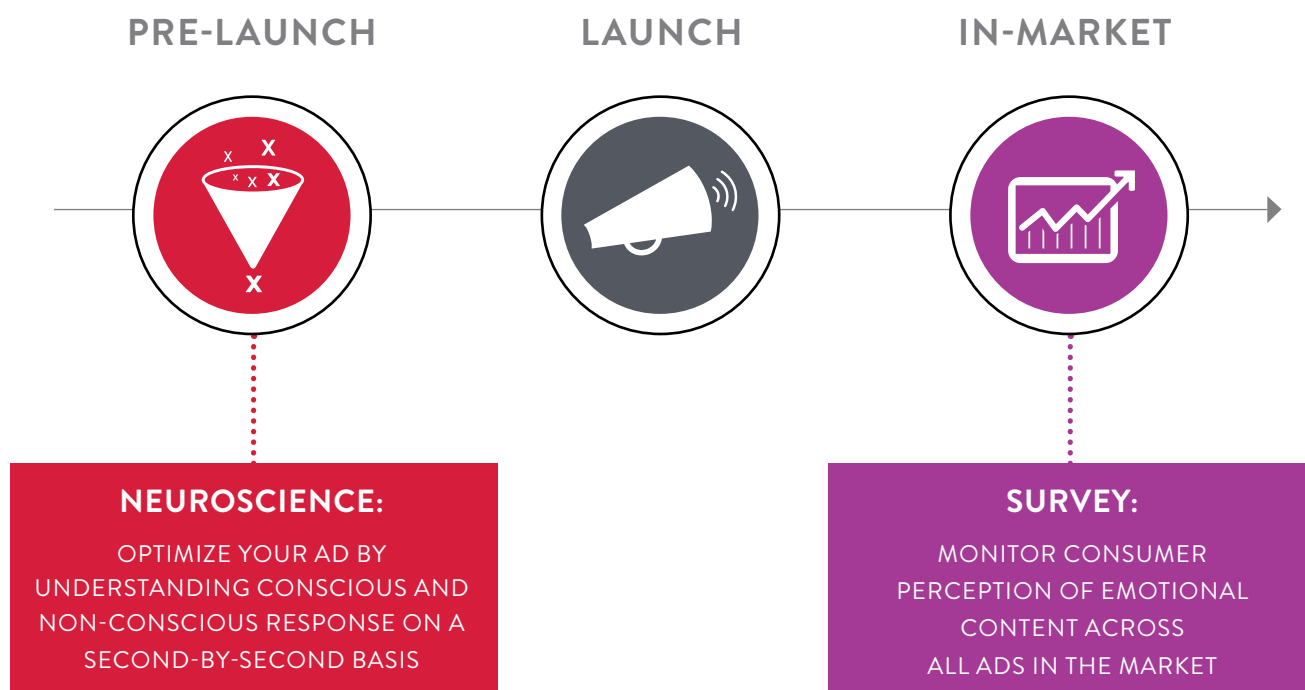 PRE-LAUNCH
LAUNCH
IN-MARKET
X
X
X
X
X
X
NEUROSCIENCE:
OPTIMIZE YOUR AD BY
UNDERSTANDING CONSCIOUS AND
NON-CONSCIOUS RESPONSE ON A
SECOND-BY-SECOND BASIS
SURVEY:
MONITOR CONSUMER
PERCEPTION OF EMOTIONAL
CONTENT ACROSS
ALL ADS IN THE MARKET